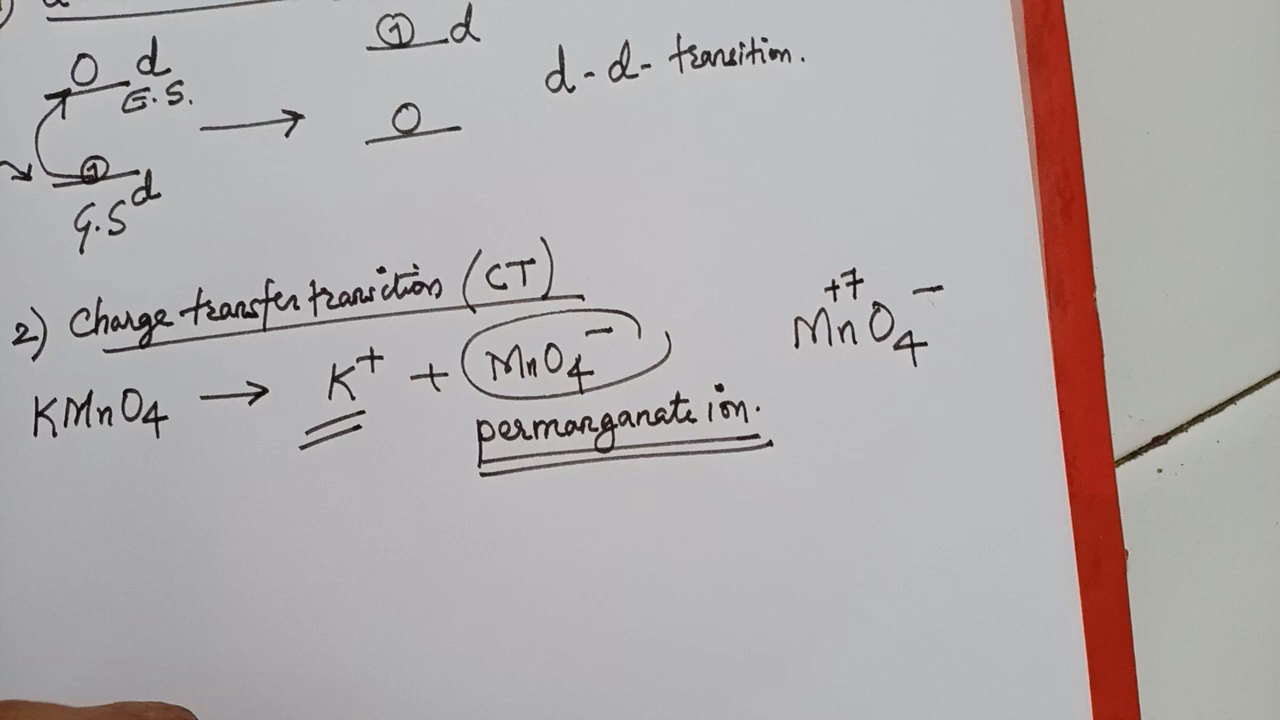 ① d
O d
d-d-transition.
E.S.
O
① d
G.S
2) Charge transfer transition (CT)
+7
MnO4⁻
KMnO4 → K⁺ + MnO4⁻
permanganate ion.